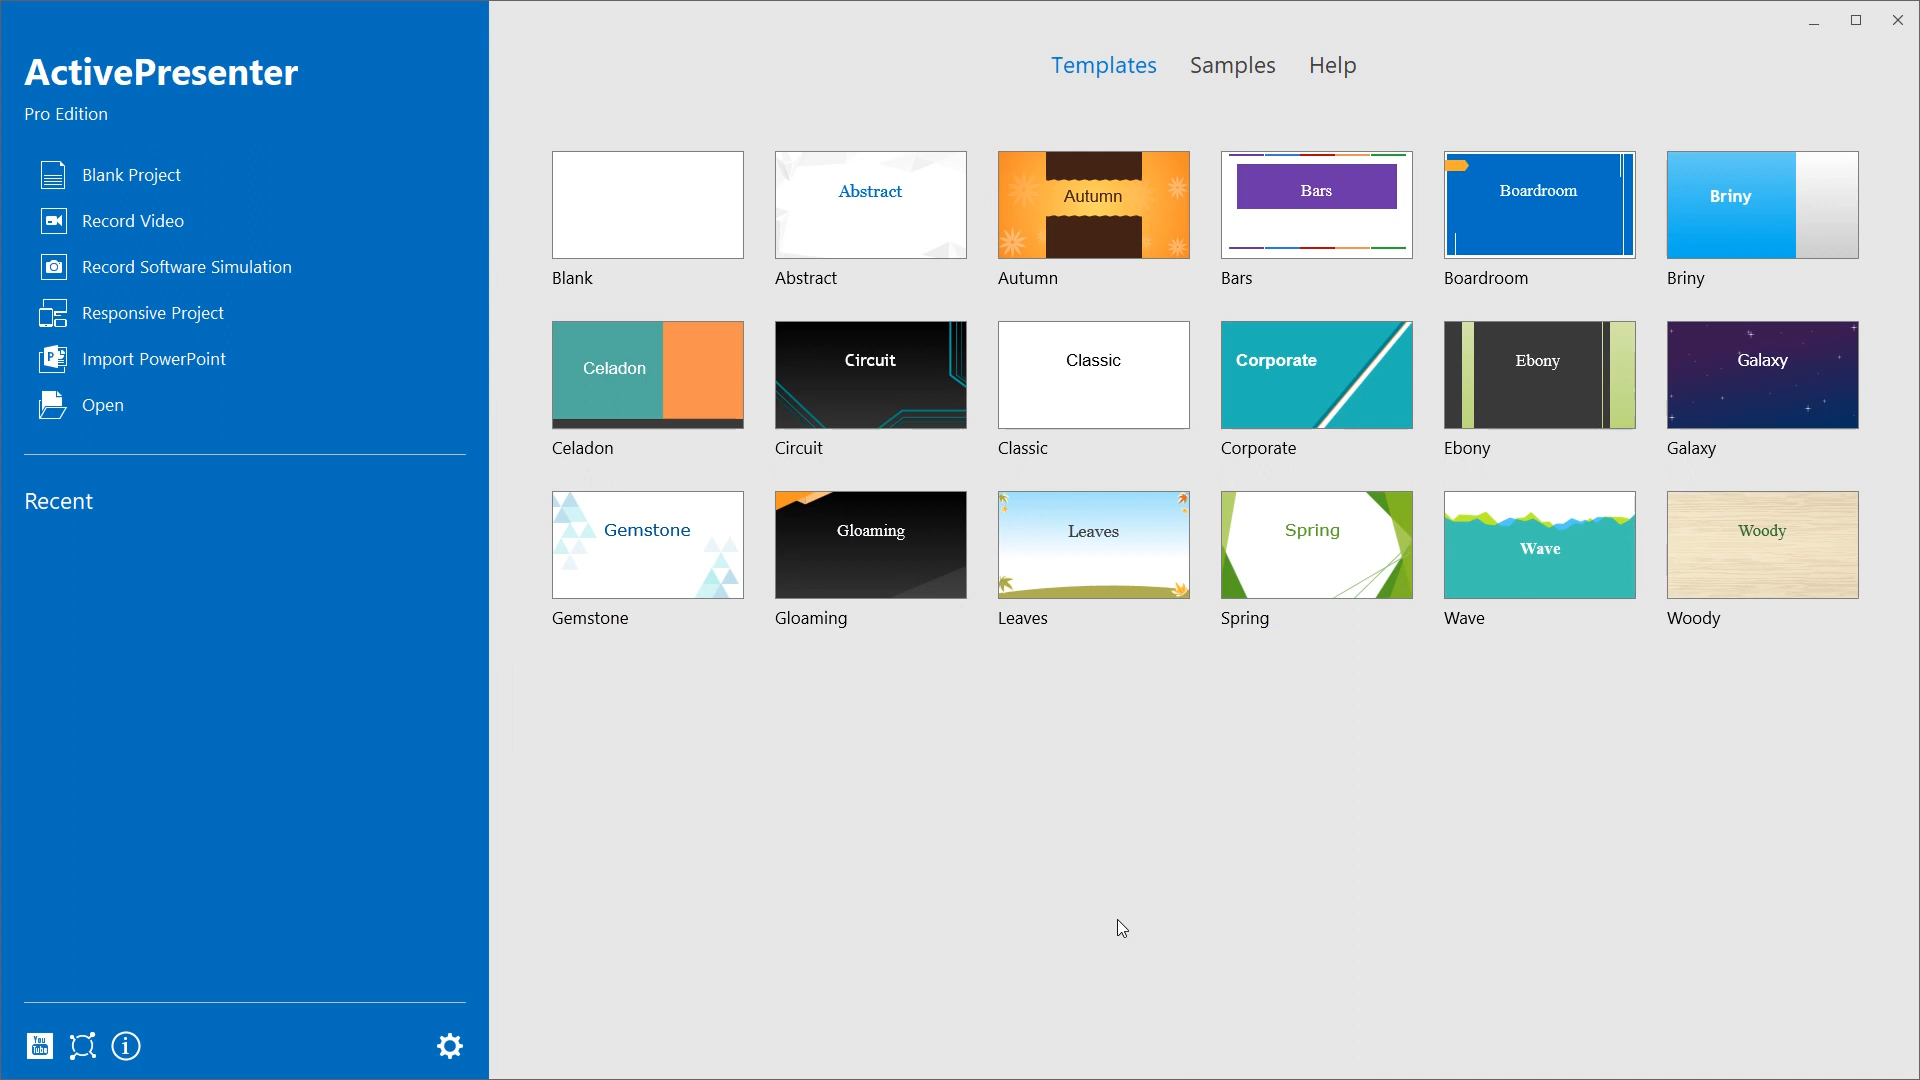 ActivePresenter
Pro Edition
Blank Project
Record Video
Record Software Simulation
Responsive Project
Import PowerPoint
Open
Recent
You
Tube
Templates Samples Help
Abstract
Autumn
Bars
Boardroom
Briny
Blank
Abstract
Autumn
Bars
Boardroom
Briny
Celadon
Circuit
Classic
Corporate
Ebony
Galaxy
Celadon
Circuit
Classic
Corporate
Ebony
Galaxy
Gemstone
Gloaming
Leaves
Spring
Wave
Woody
Gemstone
Gloaming
Leaves
Spring
Wave
Woody